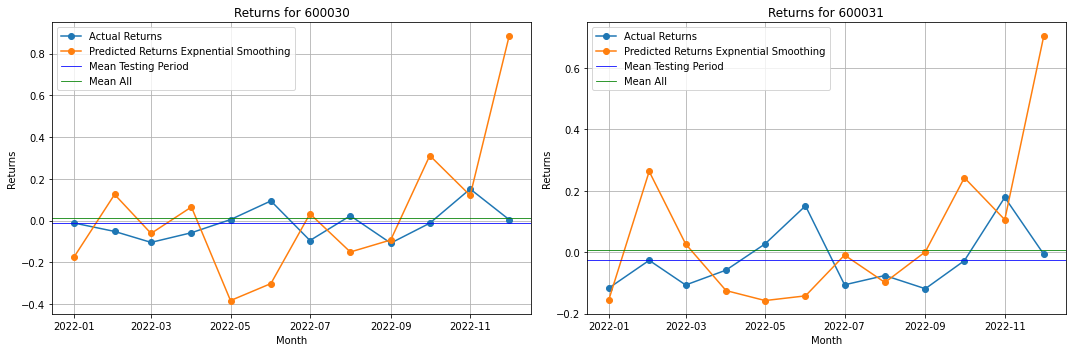 Returns for 600030
Actual Returns
Predicted Returns Expnential Smoothing
Mean Testing Period
Mean All
Returns
0.8
0.6
0.4
0.2
0.0
−0.2
−0.4
2022-01
2022-03
2022-05
2022-07
2022-09
2022-11
Month
Returns for 600031
Actual Returns
Predicted Returns Expnential Smoothing
Mean Testing Period
Mean All
Returns
0.6
0.4
0.2
0.0
−0.2
2022-01
2022-03
2022-05
2022-07
2022-09
2022-11
Month